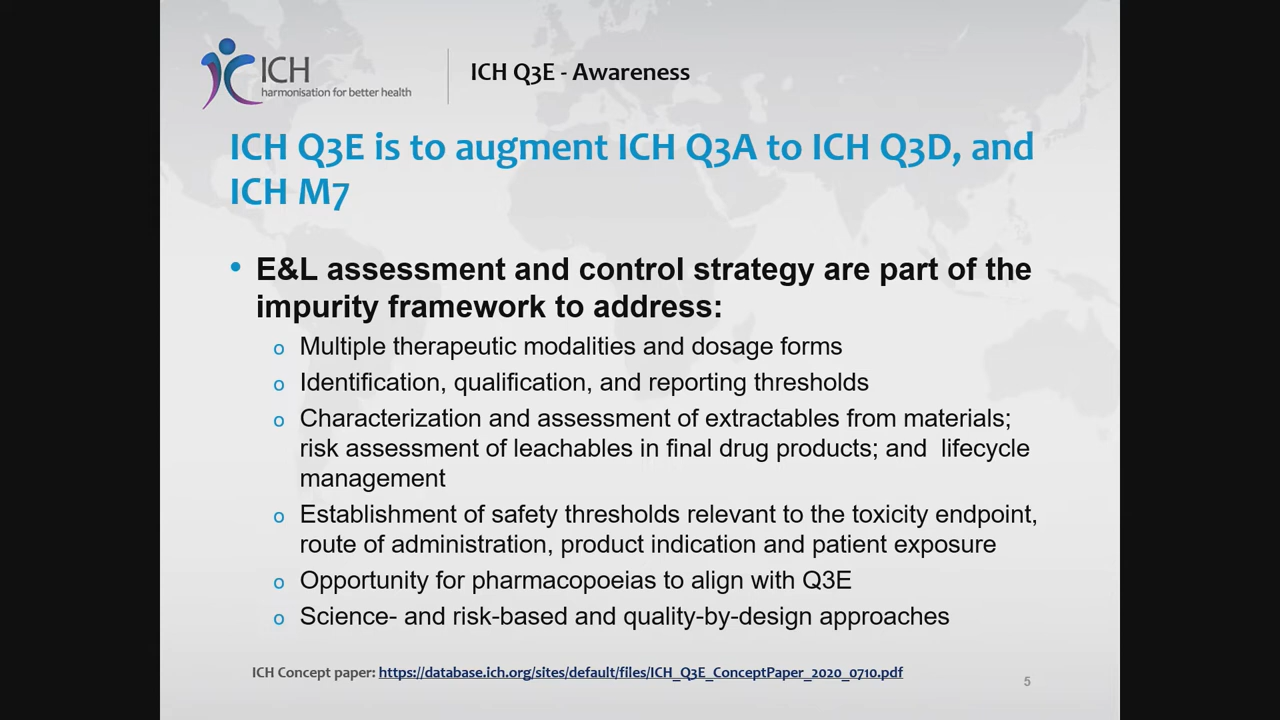 ICH
harmonisation for better health
ICH Q3E - Awareness
ICH Q3E is to augment ICH Q3A to ICH Q3D, and
ICH M7
• E&L assessment and control strategy are part of the
impurity framework to address:
o Multiple therapeutic modalities and dosage forms
o Identification, qualification, and reporting thresholds
o Characterization and assessment of extractables from materials;
risk assessment of leachables in final drug products; and lifecycle
management
o Establishment of safety thresholds relevant to the toxicity endpoint,
route of administration, product indication and patient exposure
o Opportunity for pharmacopoeias to align with Q3E
o Science- and risk-based and quality-by-design approaches
ICH Concept paper: https://database.ich.org/sites/default/files/ICH_Q3E_ConceptPaper_2020_0710.pdf
5